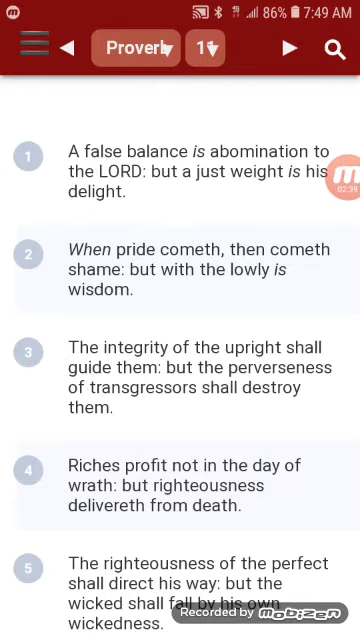 86% 7:49 AM
Proverb 11
1 A false balance is abomination to
the LORD: but a just weight is his
delight.
2 When pride cometh, then cometh
shame: but with the lowly is
wisdom.
3 The integrity of the upright shall
guide them: but the perverseness
of transgressors shall destroy
them.
4 Riches profit not in the day of
wrath: but righteousness
delivereth from death.
5 The righteousness of the perfect
shall direct his way: but the
wicked shall fall by his own
wickedness.
02:39
Recorded by mobizen